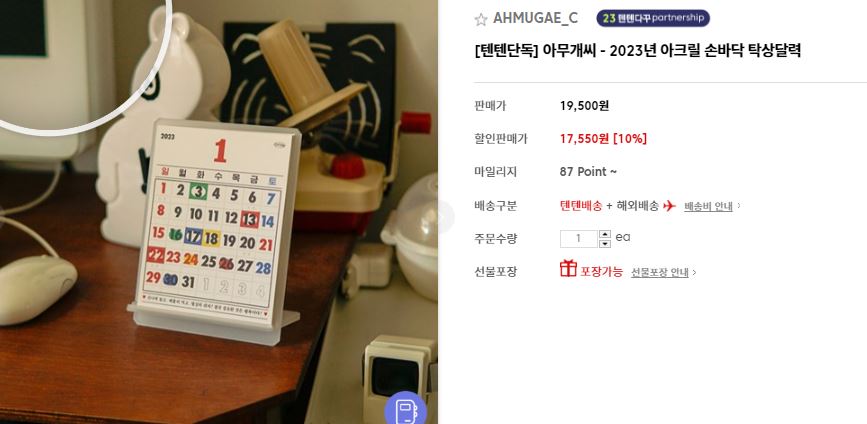 AHMUGAE_C
23 텐텐다꾸 partnership
[텐텐단독] 아무개씨 - 2023년 아크릴 손바닥 탁상달력
판매가 19,500원
할인판매가 17,550원 [10%]
마일리지 87 Point ~
배송구분 텐텐배송 + 해외배송 배송비 안내 >
주문수량 1 ea
선물포장 포장가능 선물포장 안내 >
2023
1
일 월 화 수 목 금 토
1 2 3 4 5 6 7
8 9 10 11 12 13 14
15 16 17 18 19 20 21
22 23 24 25 26 27 28
29 30 31 1 2 3 4